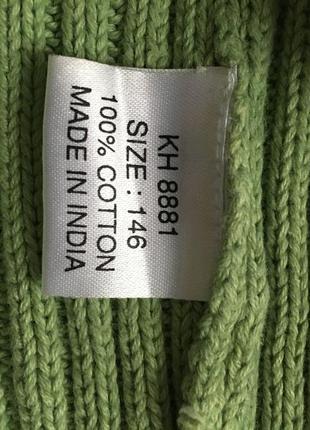 KH 8881
SIZE : 146
100% COTTON
MADE IN INDIA